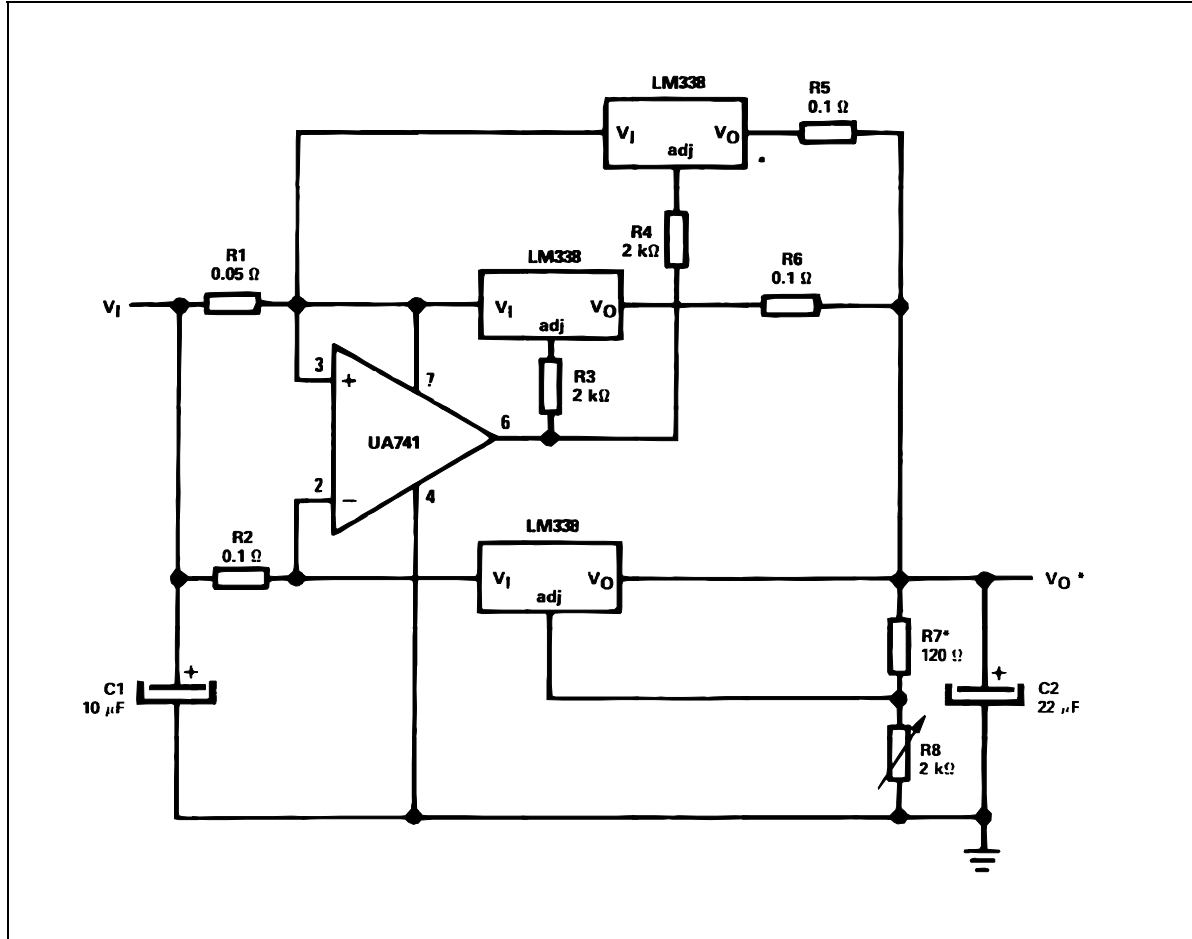 LM338
R5
0.1 Ω
VI
VO
adj
R4
2 kΩ
R1
0.05 Ω
LM338
R6
0.1 Ω
VI
VI
VO
adj
3
+
7
R3
2 kΩ
6
UA741
2
−
4
LM338
R2
0.1 Ω
VI
VO
adj
VO *
R7*
120 Ω
+
C1
10 µF
+
C2
22 µF
R8
2 kΩ